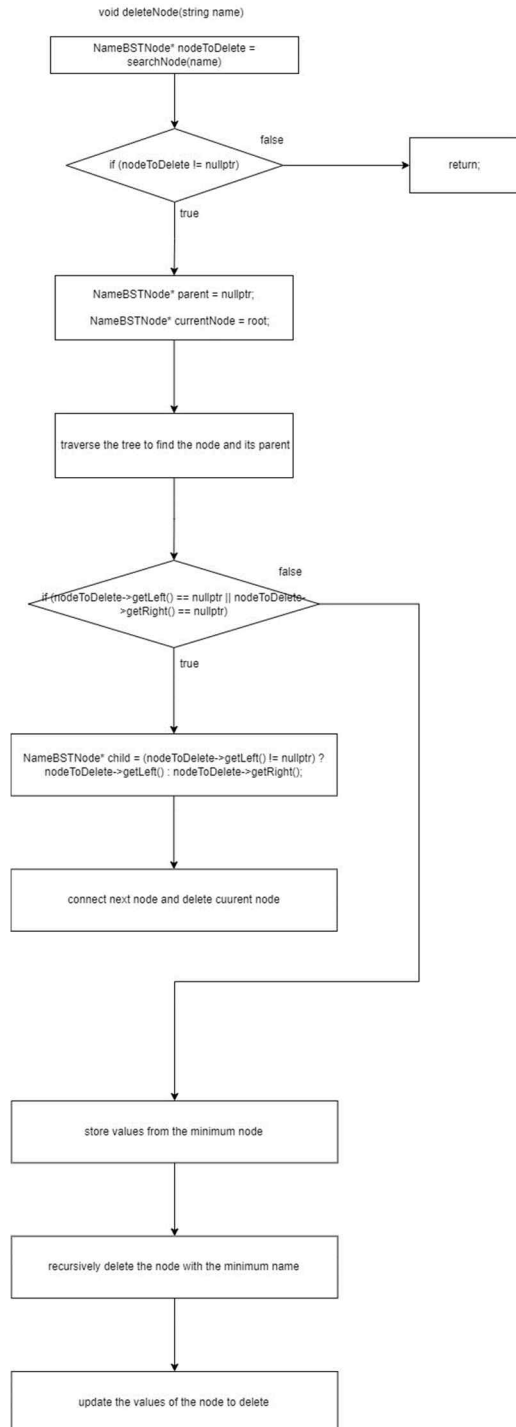 void deleteNode(string name)
NameBSTNode* nodeToDelete =
searchNode(name)
false
if (nodeToDelete != nullptr)
return;
true
NameBSTNode* parent = nullptr;
NameBSTNode* currentNode = root;
traverse the tree to find the node and its parent
false
if (nodeToDelete->getLeft() == nullptr || nodeToDelete-
>getRight() == nullptr)
true
NameBSTNode* child = (nodeToDelete->getLeft() != nullptr) ?
nodeToDelete->getLeft() : nodeToDelete->getRight();
connect next node and delete cuurent node
store values from the minimum node
recursively delete the node with the minimum name
update the values of the node to delete